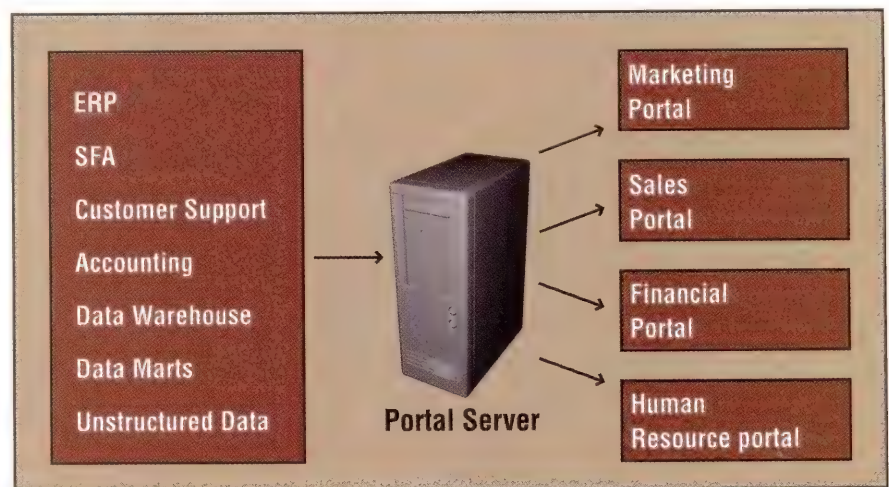 ERP
SFA
Customer Support
Accounting
Data Warehouse
Data Marts
Unstructured Data
Portal Server
Marketing
Portal
Sales
Portal
Financial
Portal
Human
Resource portal